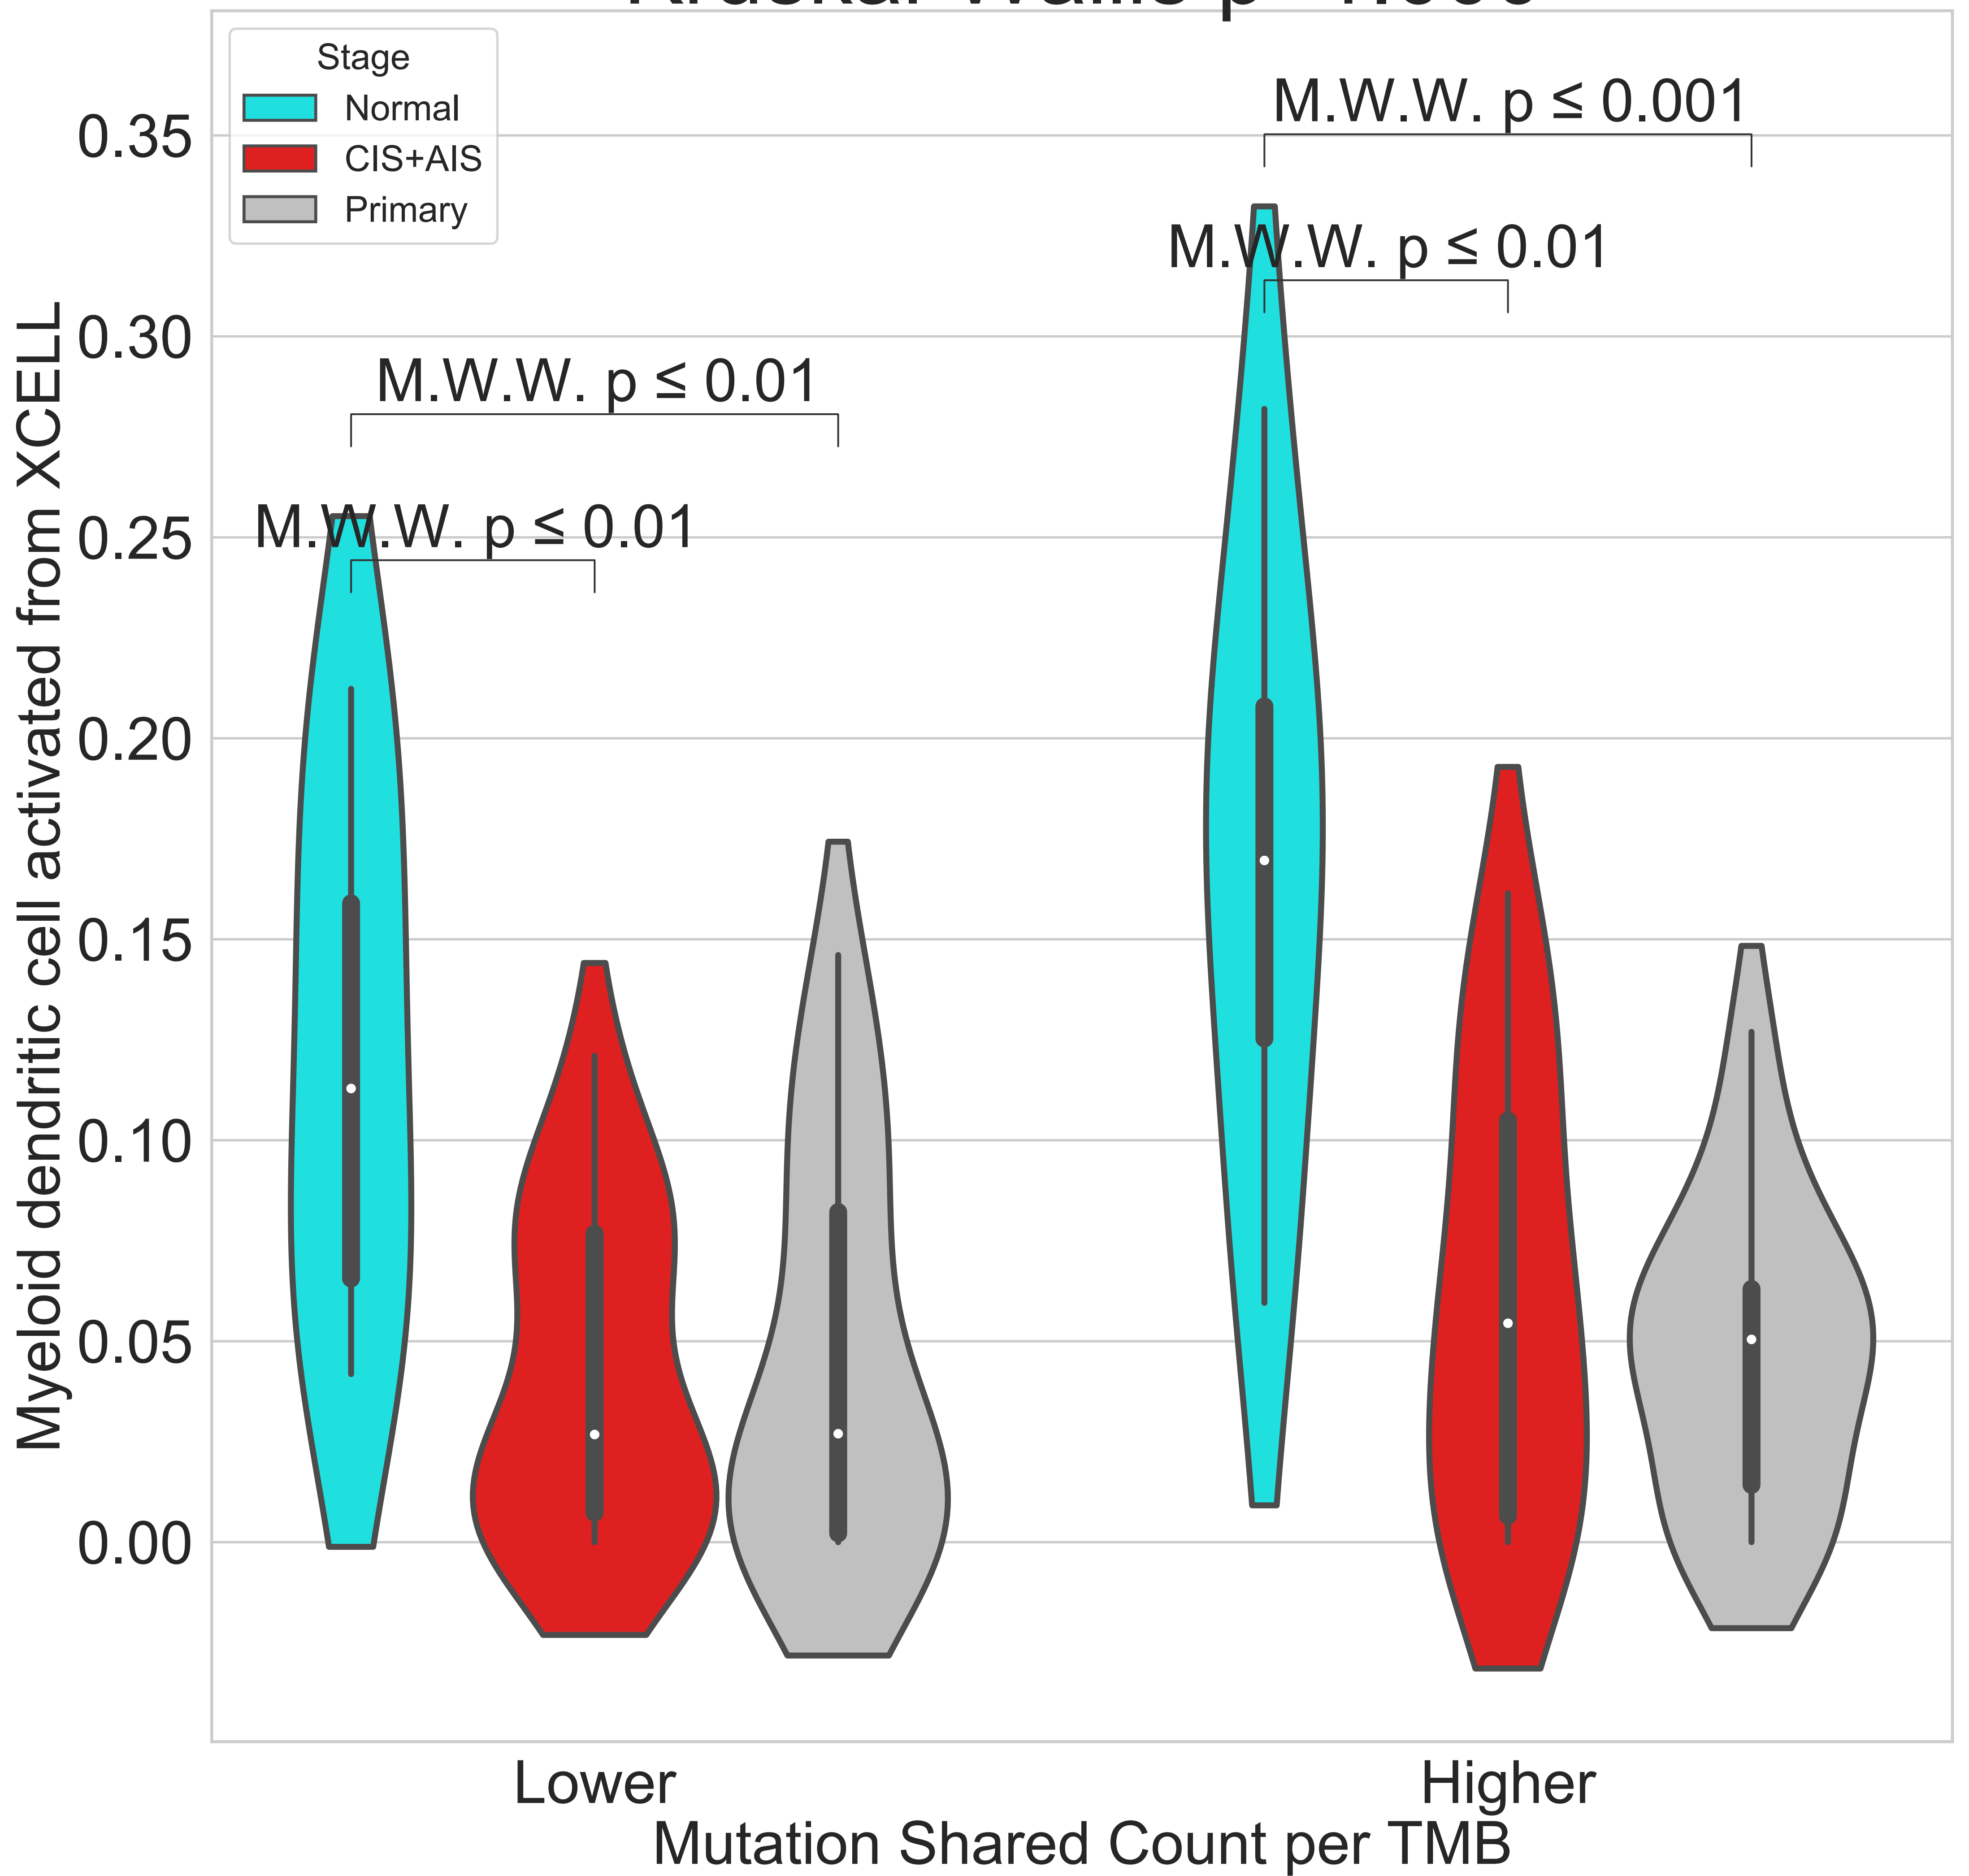 Stage
Normal
CIS+AIS
Primary
M.W.W. p ≤ 0.001
M.W.W. p ≤ 0.01
M.W.W. p ≤ 0.01
M.W.W. p ≤ 0.01
0.35
0.30
0.25
0.20
0.15
0.10
0.05
0.00
Myeloid dendritic cell activated from XCELL
Lower
Higher
Mutation Shared Count per TMB